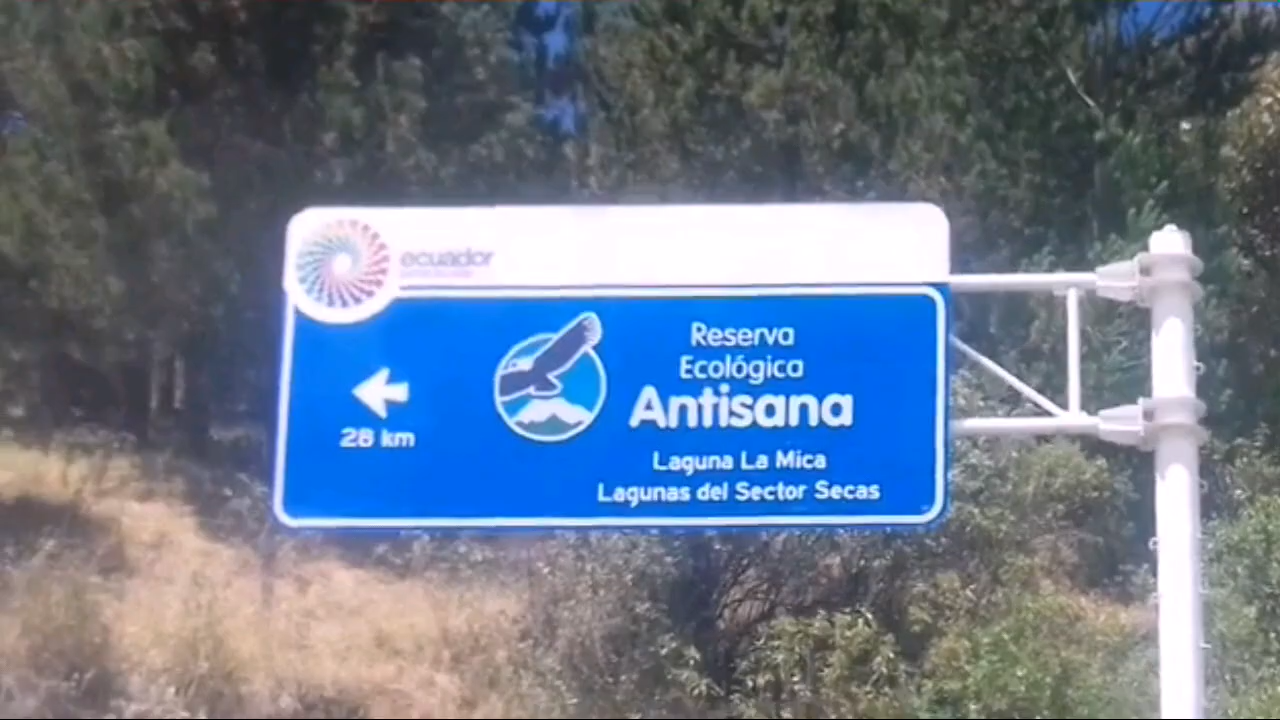 ecuador
28 km
Reserva
Ecológica
Antisana
Laguna La Mica
Lagunas del Sector Secas